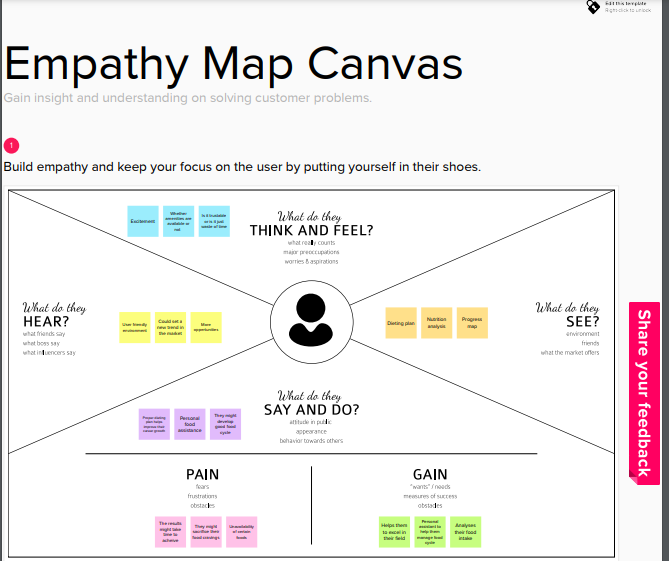 Edit this template
Right-click to unlock
Empathy Map Canvas
Gain insight and understanding on solving customer problems.
1
Build empathy and keep your focus on the user by putting yourself in their shoes.
Excitement
Whether
amenities are
available or
not
Is it trustable
or is it just
waste of time
What do they
THINK AND FEEL?
what really counts
major preoccupations
worries & aspirations
What do they
HEAR?
what friends say
what boss say
what influencers say
User friendly
environment
Could set a
new trend in
the market
More
opportunities
Dieting plan
Nutrition
analysis
Progress
map
What do they
SEE?
environment
friends
what the market offers
What do they
SAY AND DO?
attitude in public
appearance
behavior towards others
Proper dieting
plan helps
improve their
career growth
Personal
food
assistance
They might
develop
good food
cycle
PAIN
fears
frustrations
obstacles
The results
might take
time to
achieve
They might
sacrifice their
food cravings
Unavailability
of certain
foods
GAIN
"wants" / needs
measures of success
obstacles
Helps them
to excel in
their field
Personal
assistant to
help them
manage food
cycle
Analyses
their food
intake
Share your feedback